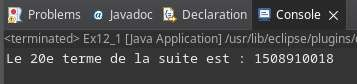 Problems Javadoc Declaration Console
<terminated> Ex12_1 [Java Application] /usr/lib/eclipse/plugins/
Le 20e terme de la suite est : 1508910018